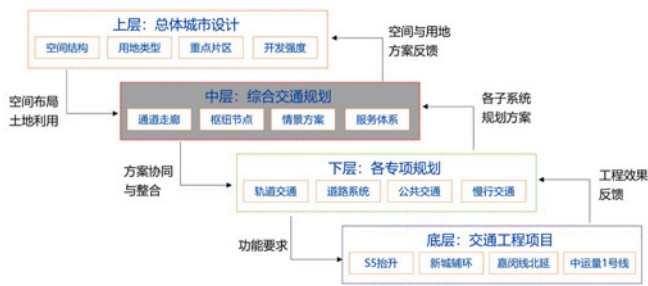 上层：总体城市设计
空间结构
用地类型
重点片区
开发强度
空间与用地
方案反馈
空间布局
土地利用
中层：综合交通规划
通道走廊
枢纽节点
情景方案
服务体系
各子系统
规划方案
方案协同
与整合
下层：各专项规划
轨道交通
道路系统
公共交通
慢行交通
工程效果
反馈
功能要求
底层：交通工程项目
S5抬升
新城辅环
嘉闵线北延
中运量1号线